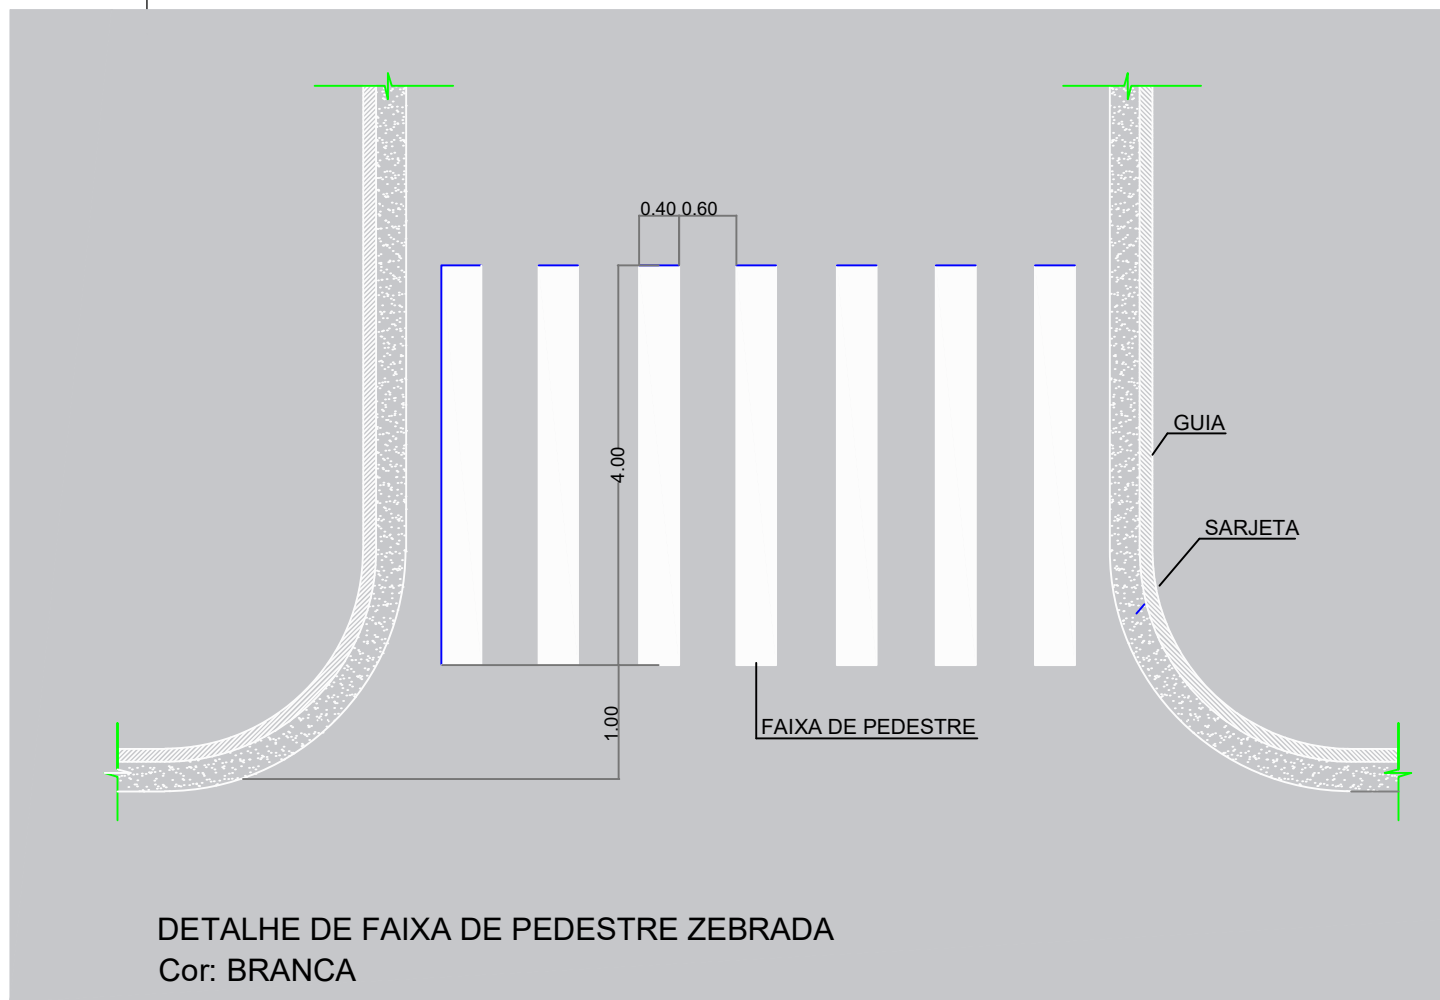 0.40 0.60
GUIA
4.00
SARJETA
1.00
FAIXA DE PEDESTRE
DETALHE DE FAIXA DE PEDESTRE ZEBRADA
Cor: BRANCA